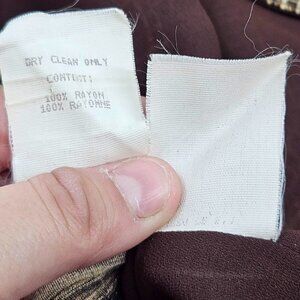 DRY CLEAN ONLY
CONTENT:
100% RAYON
100% RAYONNE